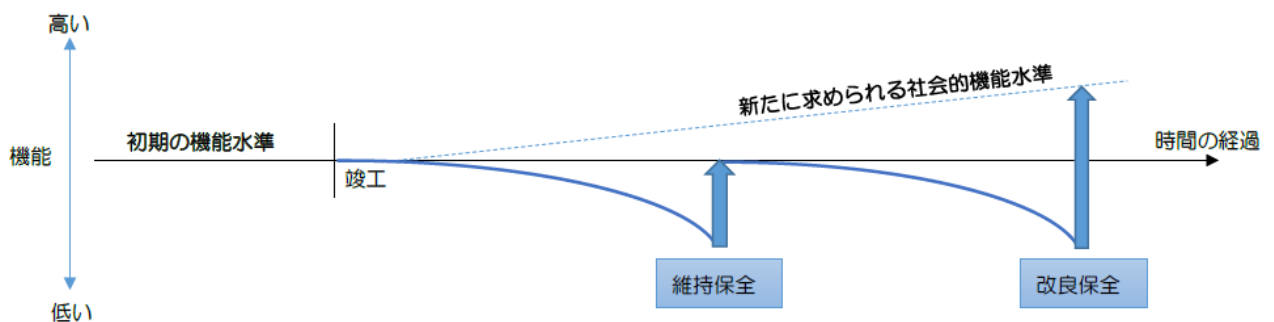 高い
新たに求められる社会的機能水準
初期の機能水準
時間の経過
機能
竣工
維持保全
改良保全
低い